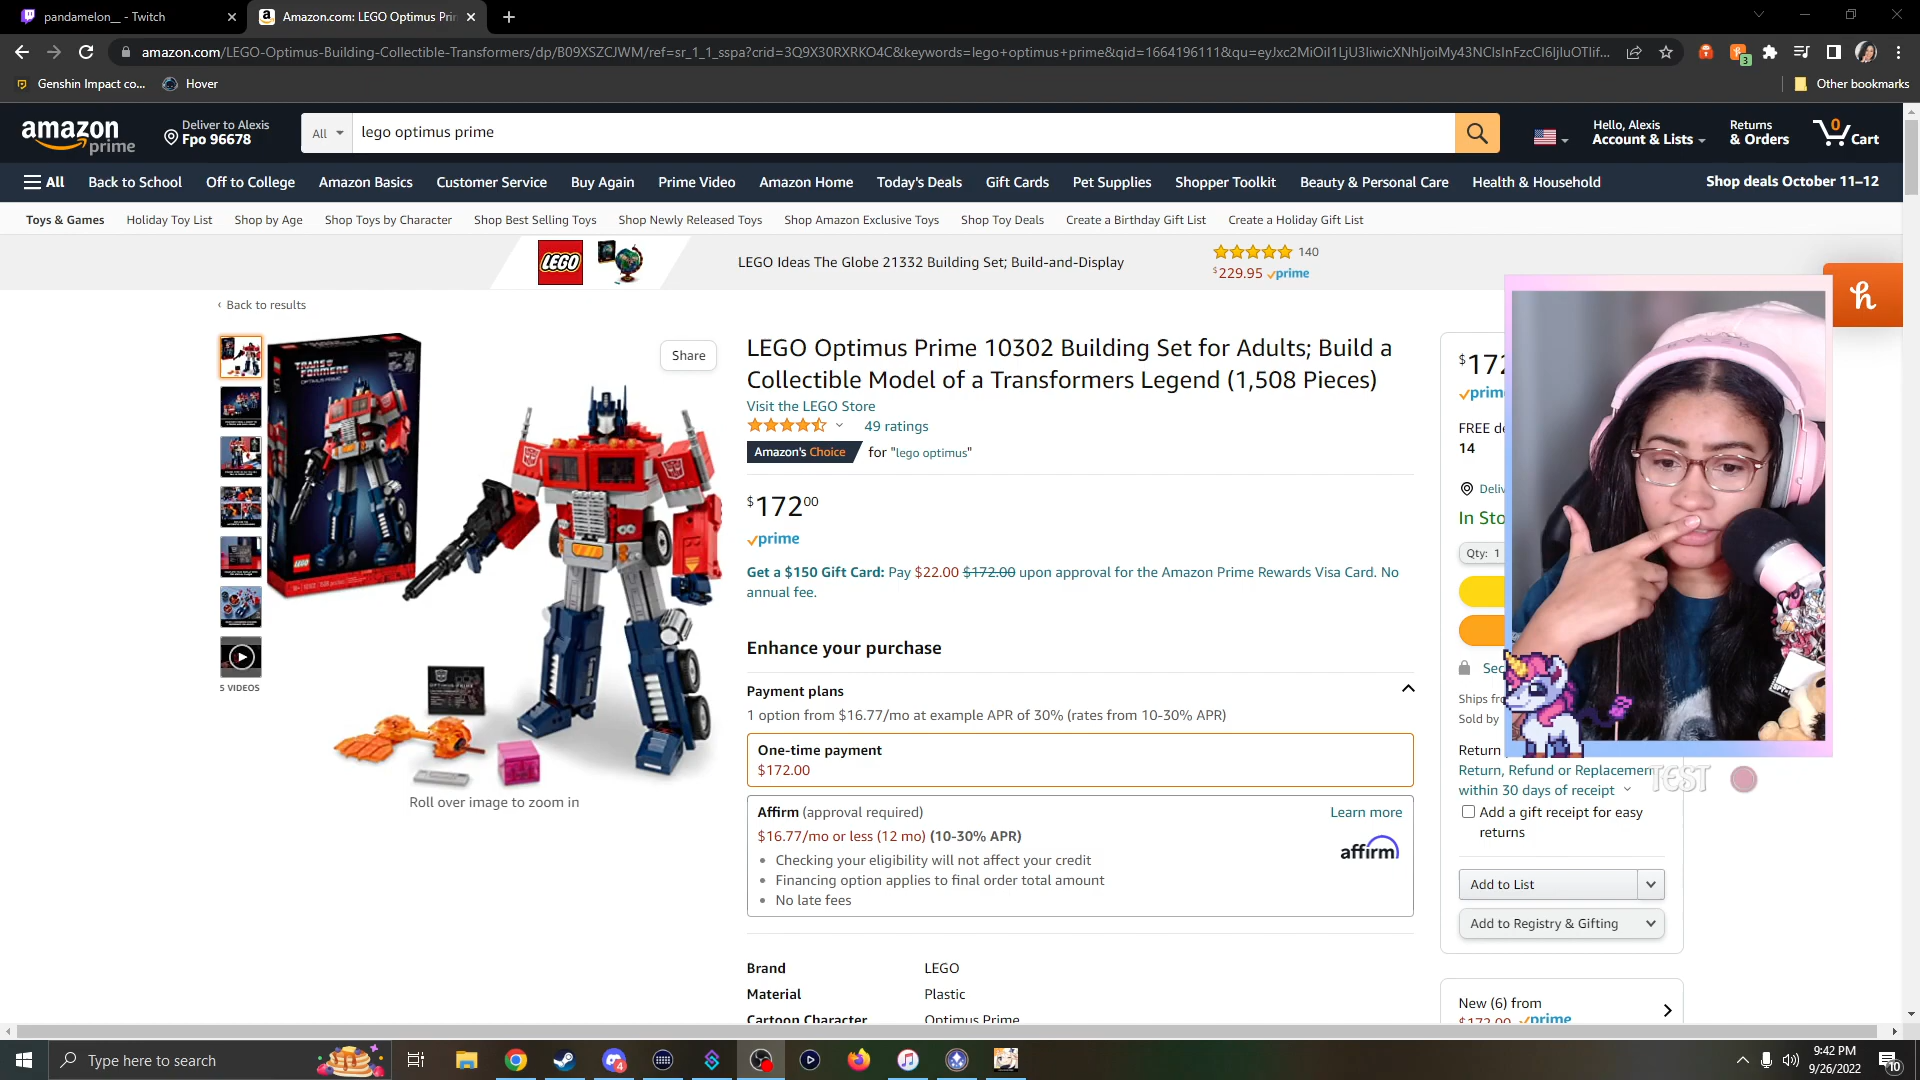 pandamelon__ - Twitch
Amazon.com: LEGO Optimus Prin
amazon.com/LEGO-Optimus-Building-Collectible-Transformers/dp/B09XSZCJWM/ref=sr_1_1_sspa?crid=3Q9X30RXRKO4C&keywords=lego+optimus+prime&qid=1664196111&qu=
3
Genshin Impact co...
Hover
Other bookmarks
amazon prime
Deliver to Alexis
Fpo 96678
All
lego optimus prime
Hello, Alexis
Account & Lists
Returns
& Orders
0
Cart
All Back to School Off to College Amazon Basics Customer Service Buy Again Prime Video Amazon Home Today's Deals Gift Cards Pet Supplies Shopper Toolkit Beauty & Personal Care Health & Household
Shop deals October 11–12
Toys & Games Holiday Toy List Shop by Age Shop Toys by Character Shop Best Selling Toys Shop Newly Released Toys Shop Amazon Exclusive Toys Shop Toy Deals Create a Birthday Gift List Create a Holiday Gift List
LEGO
LEGO Ideas The Globe 21332 Building Set; Build-and-Display
140
$229.95 prime
‹ Back to results
Share
TRANSFORMERS
OPTIMUS PRIME
LEGO
OPTIMUS PRIME
5 VIDEOS
Roll over image to zoom in
LEGO Optimus Prime 10302 Building Set for Adults; Build a
Collectible Model of a Transformers Legend (1,508 Pieces)
Visit the LEGO Store
49 ratings
Amazon's Choice for "lego optimus"
$172 00
prime
Get a $150 Gift Card: Pay $22.00 $172.00 upon approval for the Amazon Prime Rewards Visa Card. No
annual fee.
Enhance your purchase
Payment plans
1 option from $16.77/mo at example APR of 30% (rates from 10-30% APR)
One-time payment
$172.00
Affirm (approval required)
Learn more
$16.77/mo or less (12 mo) (10-30% APR)
affirm
• Checking your eligibility will not affect your credit
• Financing option applies to final order total amount
• No late fees
Brand LEGO
Material Plastic
Cartoon Character Optimus Prime
$172
prim
FREE de
14
Deliv
In Sto
Qty: 1
Sec
Ships fro
Sold by
Return
Return, Refund or Replacement
within 30 days of receipt
TEST
Add a gift receipt for easy
returns
Add to List
Add to Registry & Gifting
New (6) from
$172.00 prime
Type here to search
4
9:42 PM
9/26/2022
10